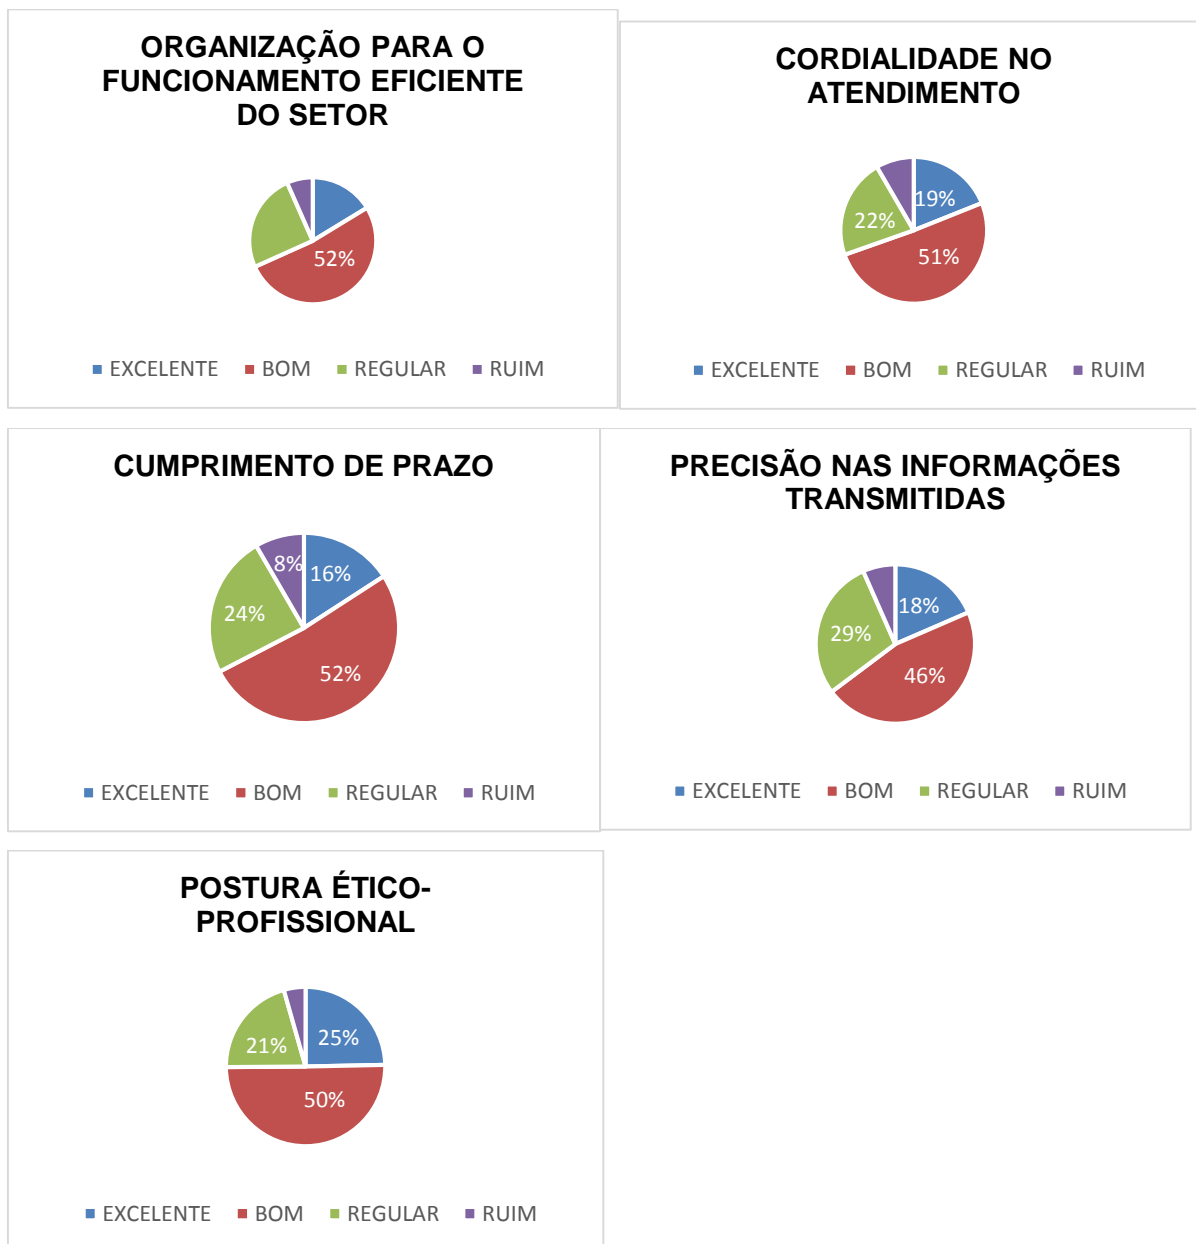 ORGANIZAÇÃO PARA O
FUNCIONAMENTO EFICIENTE
DO SETOR
52%
EXCELENTE BOM REGULAR RUIM
CORDIALIDADE NO
ATENDIMENTO
19%
22%
51%
EXCELENTE BOM REGULAR RUIM
CUMPRIMENTO DE PRAZO
8%
16%
24%
52%
EXCELENTE BOM REGULAR RUIM
PRECISÃO NAS INFORMAÇÕES
TRANSMITIDAS
18%
29%
46%
EXCELENTE BOM REGULAR RUIM
POSTURA ÉTICO-
PROFISSIONAL
25%
21%
50%
EXCELENTE BOM REGULAR RUIM